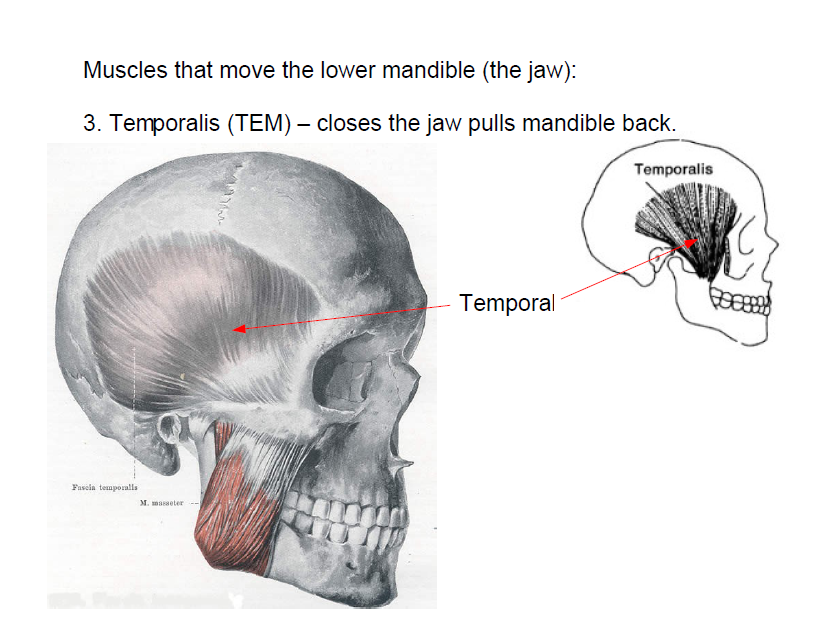 Muscles that move the lower mandible (the jaw):
3. Temporalis (TEM) – closes the jaw pulls mandible back.
Temporalis
Temporal
Fascia temporalis
M. masseter